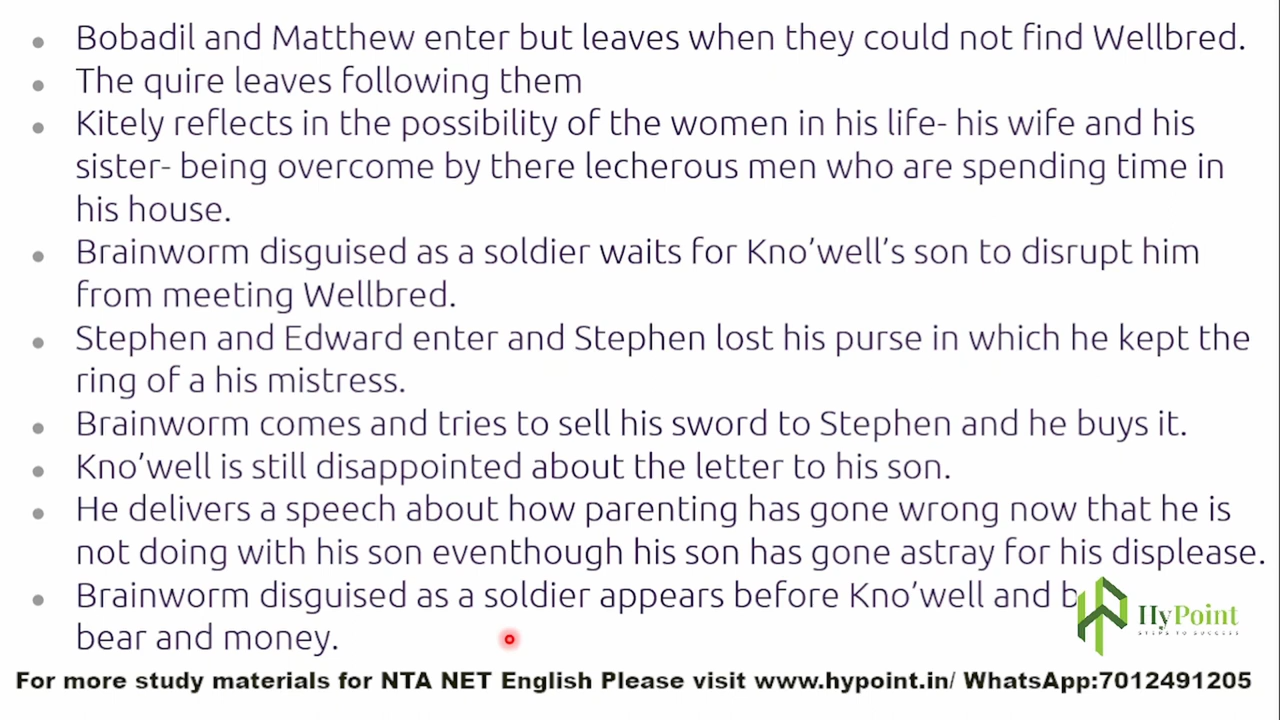 Bobadil and Matthew enter but leaves when they could not find Wellbred.
The quire leaves following them
Kitely reflects in the possibility of the women in his life- his wife and his
sister- being overcome by there lecherous men who are spending time in
his house.
Brainworm disguised as a soldier waits for Kno’well’s son to disrupt him
from meeting Wellbred.
Stephen and Edward enter and Stephen lost his purse in which he kept the
ring of a his mistress.
Brainworm comes and tries to sell his sword to Stephen and he buys it.
Kno’well is still disappointed about the letter to his son.
He delivers a speech about how parenting has gone wrong now that he is
not doing with his son eventhough his son has gone astray for his displease.
Brainworm disguised as a soldier appears before Kno’well and
bear and money.
HyPoint
STEPS TO SUCCESS
For more study materials for NTA NET English Please visit www.hypoint.in/ WhatsApp:7012491205